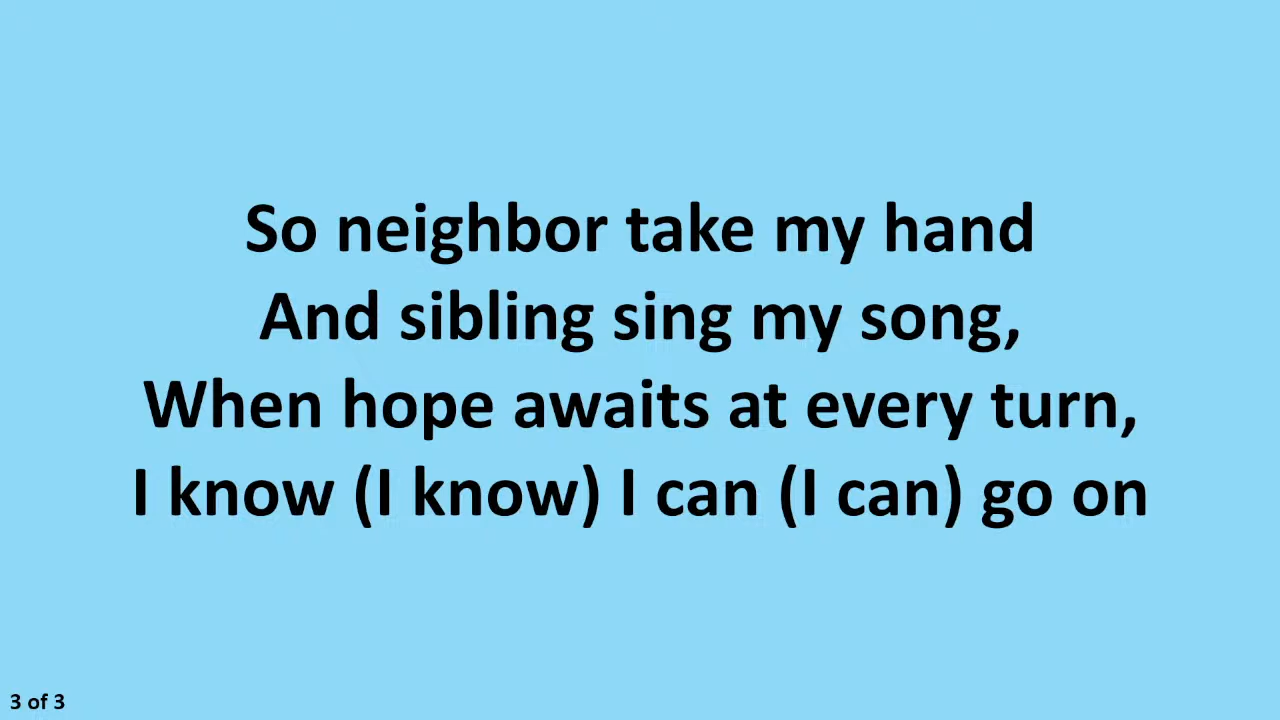 So neighbor take my hand
And sibling sing my song,
When hope awaits at every turn,
I know (I know) I can (I can) go on
3 of 3